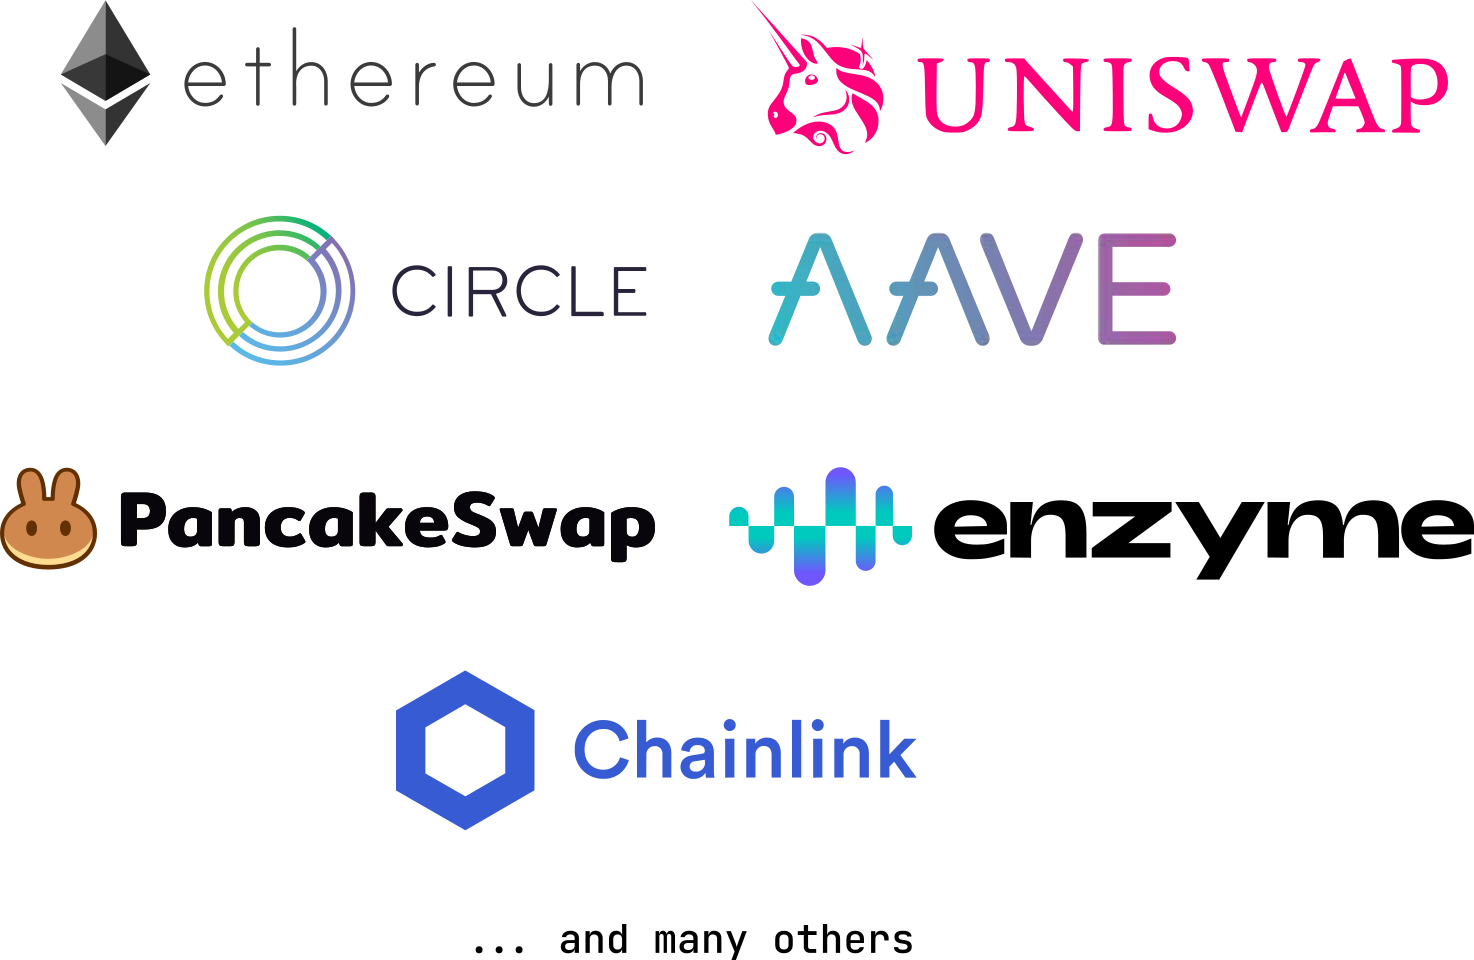 ethereum
UNISWAP
CIRCLE
AAVE
PancakeSwap
enzyme
Chainlink
... and many others